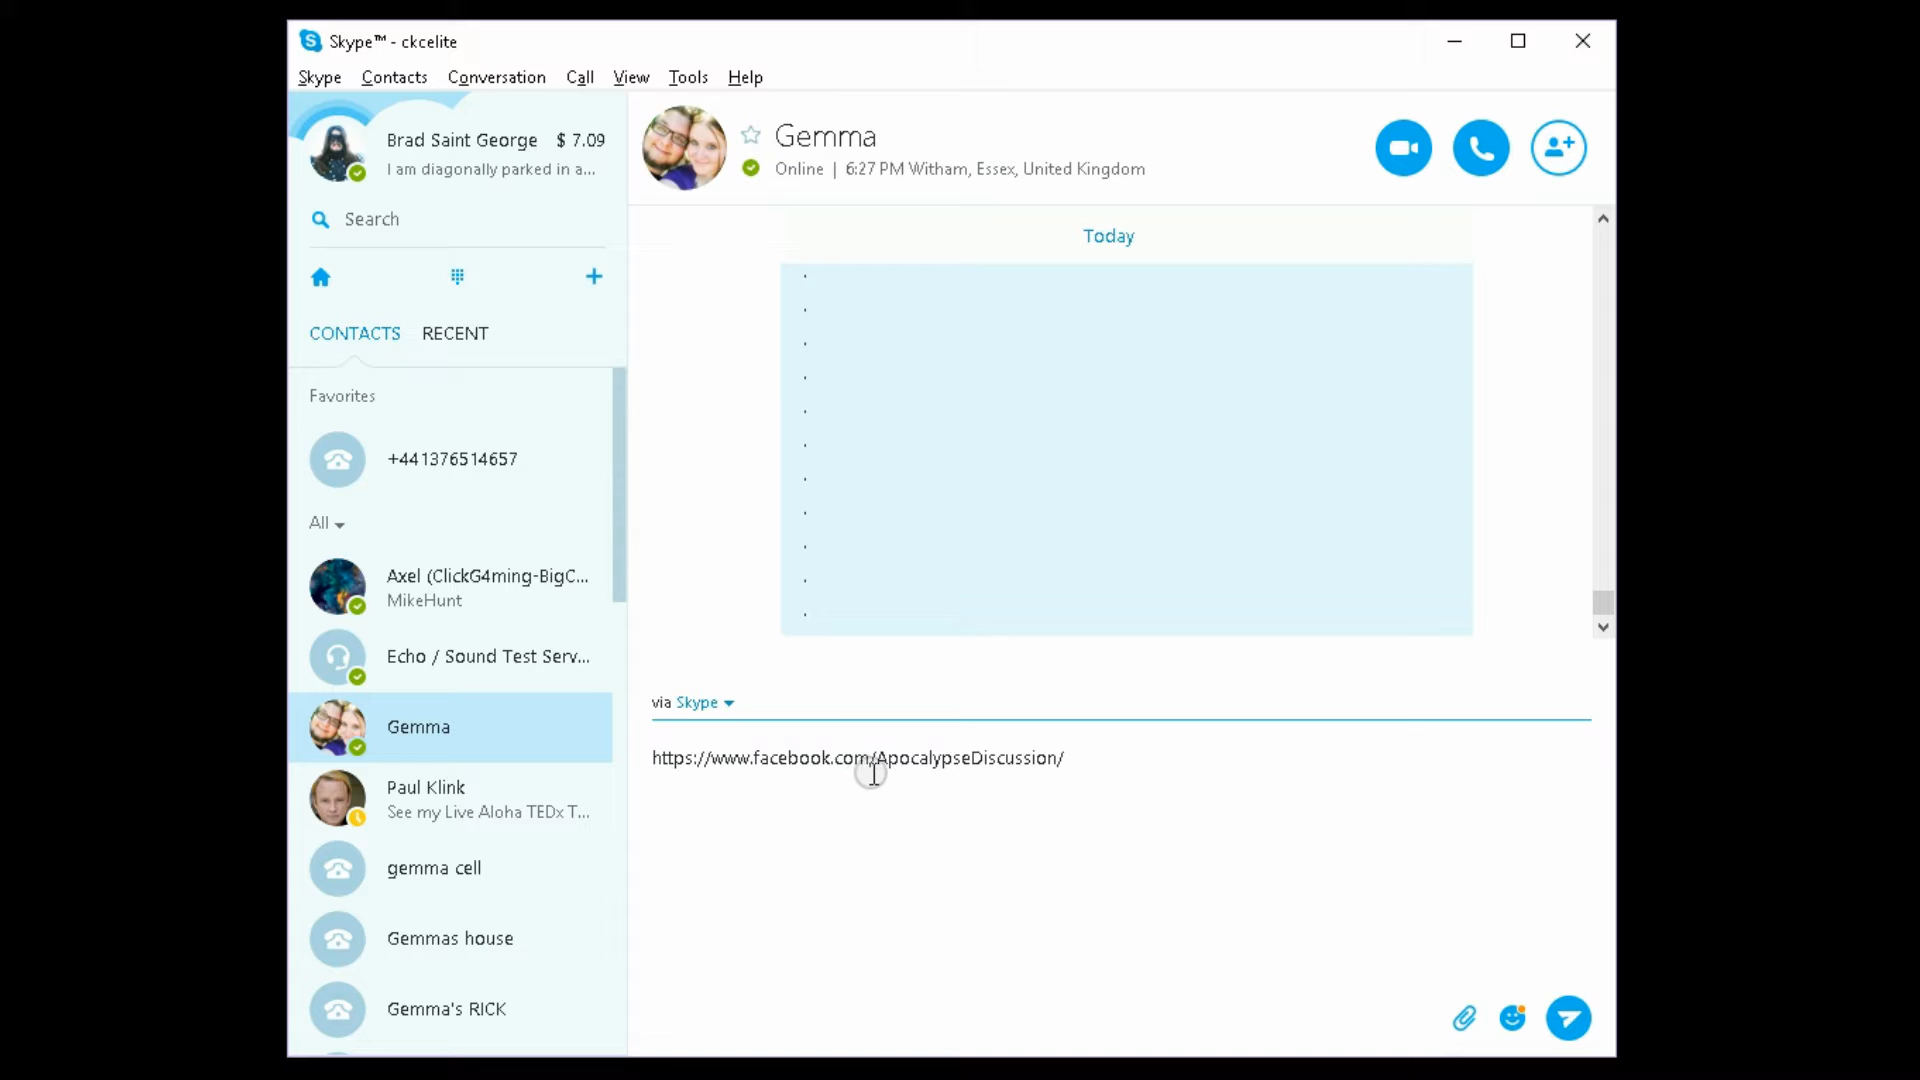 Skype™ - ckcelite
Skype Contacts Conversation Call View Tools Help
Brad Saint George $ 7.09
I am diagonally parked in a...
Search
CONTACTS RECENT
Favorites
+441376514657
All
Axel (ClickG4ming-BigC...
MikeHunt
Echo / Sound Test Serv...
Gemma
Paul Klink
See my Live Aloha TEDx T...
gemma cell
Gemmas house
Gemma's RICK
Gemma
Online | 6:27 PM Witham, Essex, United Kingdom
Today
.
.
.
.
.
.
.
.
.
.
.
via Skype
https://www.facebook.com/ApocalypseDiscussion/